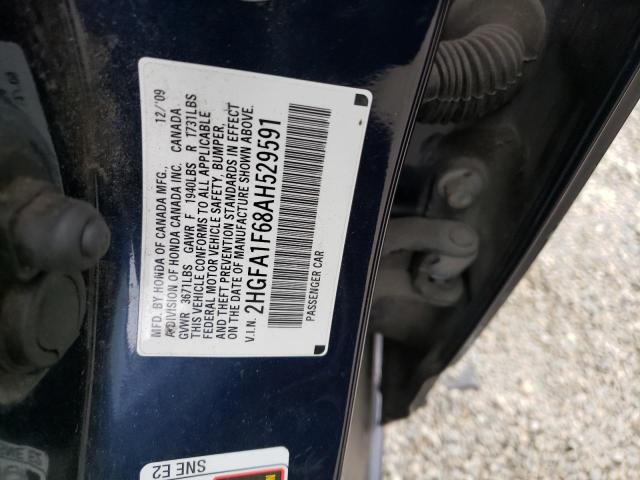 MFD. BY HONDA OF CANADA MFG. 12/'09
A DIVISION OF HONDA CANADA INC. CANADA
GVWR 3671LBS GAWR F 1940LBS R 1731LBS
THIS VEHICLE CONFORMS TO ALL APPLICABLE
FEDERAL MOTOR VEHICLE SAFETY, BUMPER,
AND THEFT PREVENTION STANDARDS IN EFFECT
ON THE DATE OF MANUFACTURE SHOWN ABOVE.
V.I.N. 2HGFA1F68AH529591
PASSENGER CAR
SNE E2